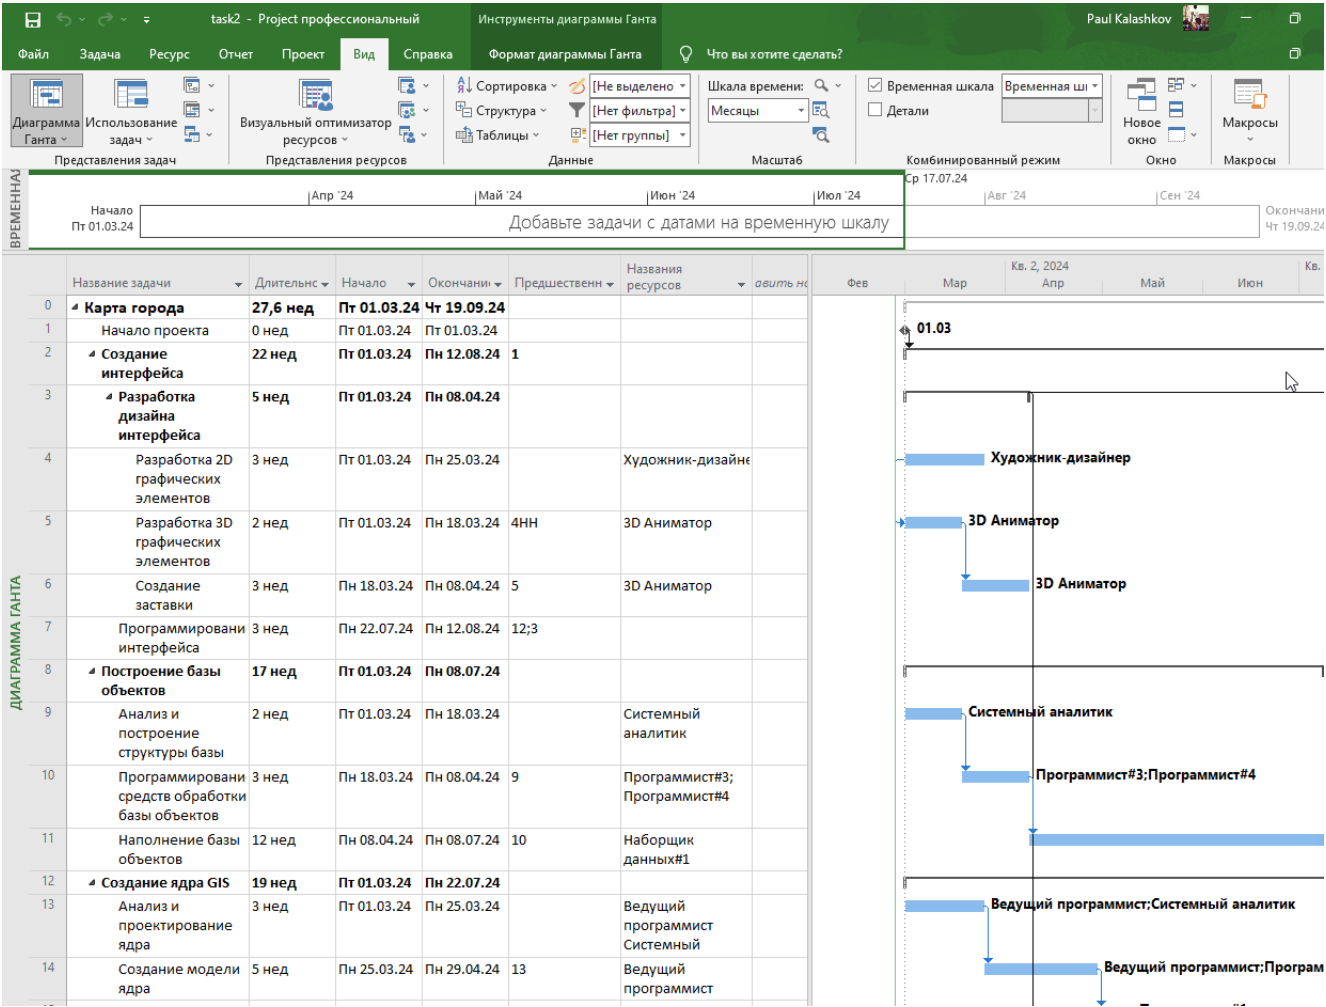 task2 - Project профессиональный
Инструменты диаграммы Ганта
Paul Kalashkov
Файл Задача Ресурс Отчет Проект Вид Справка Формат диаграммы Ганта Что вы хотите сделать?
Диаграмма Ганта
Использование задач
Представления задач
Визуальный оптимизатор ресурсов
Представления ресурсов
Сортировка [Не выделено]
Структура [Нет фильтра]
Таблицы [Нет группы]
Данные
Шкала времени:
Месяцы
Масштаб
Временная шкала Временная
Детали
Комбинированный режим
Новое окно
Окно
Макросы
Макросы
Ср 17.07.24
Апр '24 Май '24 Июн '24 Июл '24 Авг '24 Сен '24
Начало
Пт 01.03.24
Добавьте задачи с датами на временную шкалу
Окончани
Чт 19.09.24
ВРЕМЕННАЯ
ДИАГРАММА ГАНТА
Название задачи Длительнс Начало Окончани Предшественн Названия ресурсов
Кв. 2, 2024 Кв.
Фев Мар Апр Май Июн
0 Карта города 27,6 нед Пт 01.03.24 Чт 19.09.24
1 Начало проекта 0 нед Пт 01.03.24 Пт 01.03.24
01.03
2 Создание 22 нед Пт 01.03.24 Пн 12.08.24 1
интерфейса
3 Разработка 5 нед Пт 01.03.24 Пн 08.04.24
дизайна
интерфейса
4 Разработка 2D 3 нед Пт 01.03.24 Пн 25.03.24 Художник-дизайне
графических
элементов
Художник-дизайнер
5 Разработка 3D 2 нед Пт 01.03.24 Пн 18.03.24 4НН 3D Аниматор
графических
элементов
3D Аниматор
6 Создание 3 нед Пн 18.03.24 Пн 08.04.24 5 3D Аниматор
заставки
3D Аниматор
7 Программировани 3 нед Пн 22.07.24 Пн 12.08.24 12;3
интерфейса
8 Построение базы 17 нед Пт 01.03.24 Пн 08.07.24
объектов
9 Анализ и 2 нед Пт 01.03.24 Пн 18.03.24 Системный
построение аналитик
структуры базы
Системный аналитик
10 Программировани 3 нед Пн 18.03.24 Пн 08.04.24 9 Программист#3;
средств обработки Программист#4
базы объектов
Программист#3;Программист#4
11 Наполнение базы 12 нед Пн 08.04.24 Пн 08.07.24 10 Наборщик
объектов данных#1
12 Создание ядра GIS 19 нед Пт 01.03.24 Пн 22.07.24
13 Анализ и 3 нед Пт 01.03.24 Пн 25.03.24 Ведущий
проектирование программист
ядра Системный
Ведущий программист;Системный аналитик
14 Создание модели 5 нед Пн 25.03.24 Пн 29.04.24 13 Ведущий
ядра программист
Ведущий программист;Програм